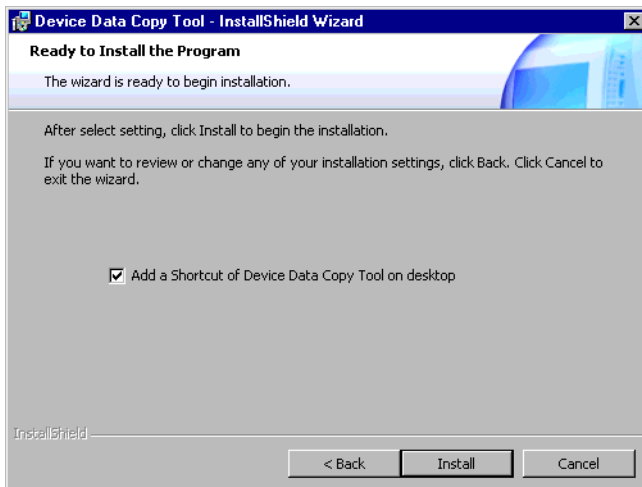 Device Data Copy Tool - InstallShield Wizard
Ready to Install the Program
The wizard is ready to begin installation.
After select setting, click Install to begin the installation.
If you want to review or change any of your installation settings, click Back. Click Cancel to
exit the wizard.
Add a Shortcut of Device Data Copy Tool on desktop
InstallShield
< Back
Install
Cancel